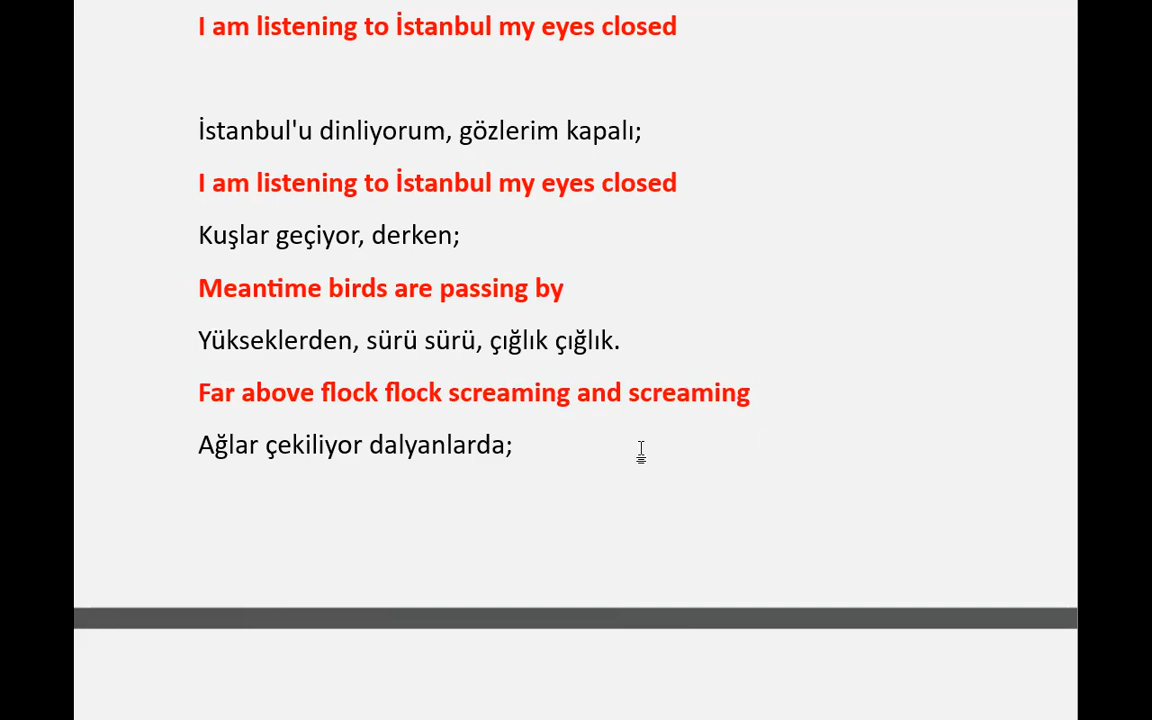 I am listening to İstanbul my eyes closed
İstanbul'u dinliyorum, gözlerim kapalı;
I am listening to İstanbul my eyes closed
Kuşlar geçiyor, derken;
Meantime birds are passing by
Yükseklerden, sürü sürü, çığlık çığlık.
Far above flock flock screaming and screaming
Ağlar çekiliyor dalyanlarda;